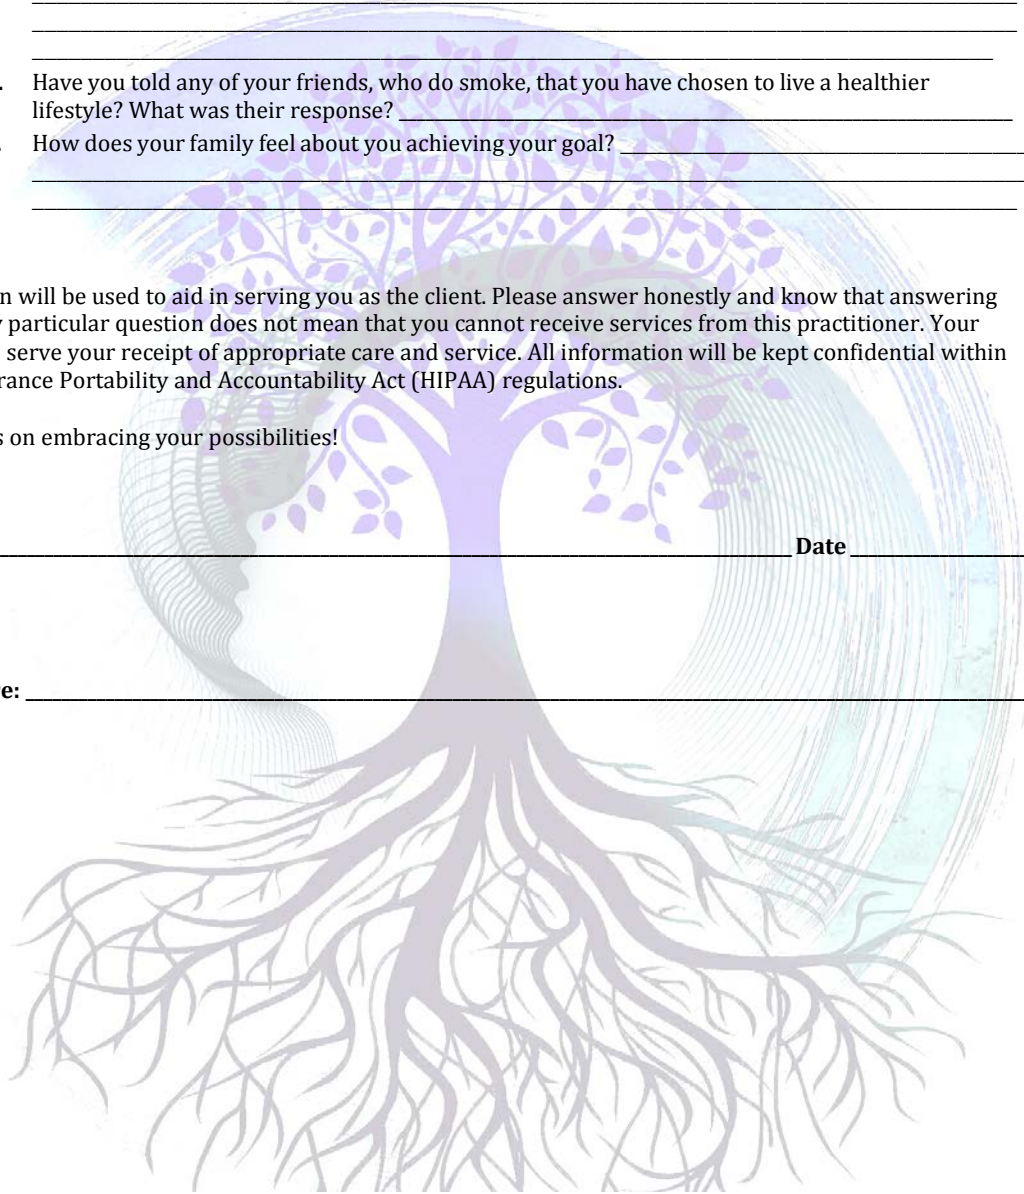 Have you told any of your friends, who do smoke, that you have chosen to live a healthier
lifestyle? What was their response?
How does your family feel about you achieving your goal?
n will be used to aid in serving you as the client. Please answer honestly and know that answering
particular question does not mean that you cannot receive services from this practitioner. Your
serve your receipt of appropriate care and service. All information will be kept confidential within
rance Portability and Accountability Act (HIPAA) regulations.
s on embracing your possibilities!
Date
e: